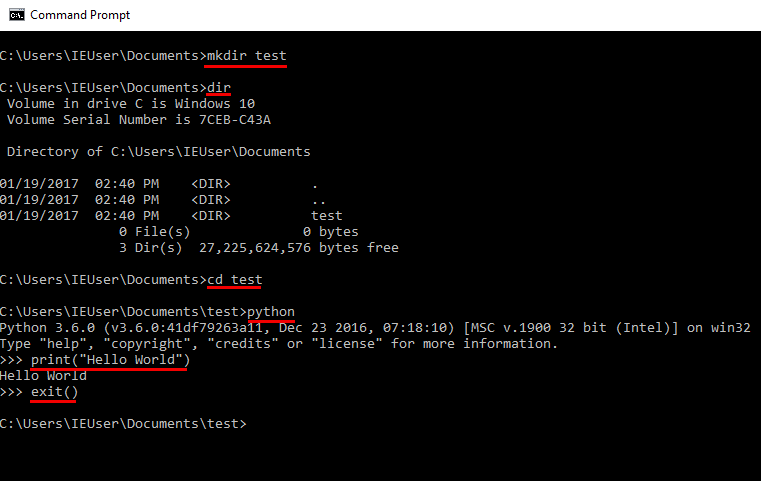 Command Prompt
C:\Users\IEUser\Documents>mkdir test
C:\Users\IEUser\Documents>dir
 Volume in drive C is Windows 10
 Volume Serial Number is 7CEB-C43A
 Directory of C:\Users\IEUser\Documents
01/19/2017  02:40 PM    <DIR>          .
01/19/2017  02:40 PM    <DIR>          ..
01/19/2017  02:40 PM    <DIR>          test
               0 File(s)              0 bytes
               3 Dir(s)  27,225,624,576 bytes free
C:\Users\IEUser\Documents>cd test
C:\Users\IEUser\Documents\test>python
Python 3.6.0 (v3.6.0:41df79263a11, Dec 23 2016, 07:18:10) [MSC v.1900 32 bit (Intel)] on win32
Type "help", "copyright", "credits" or "license" for more information.
>>> print("Hello World")
Hello World
>>> exit()
C:\Users\IEUser\Documents\test>